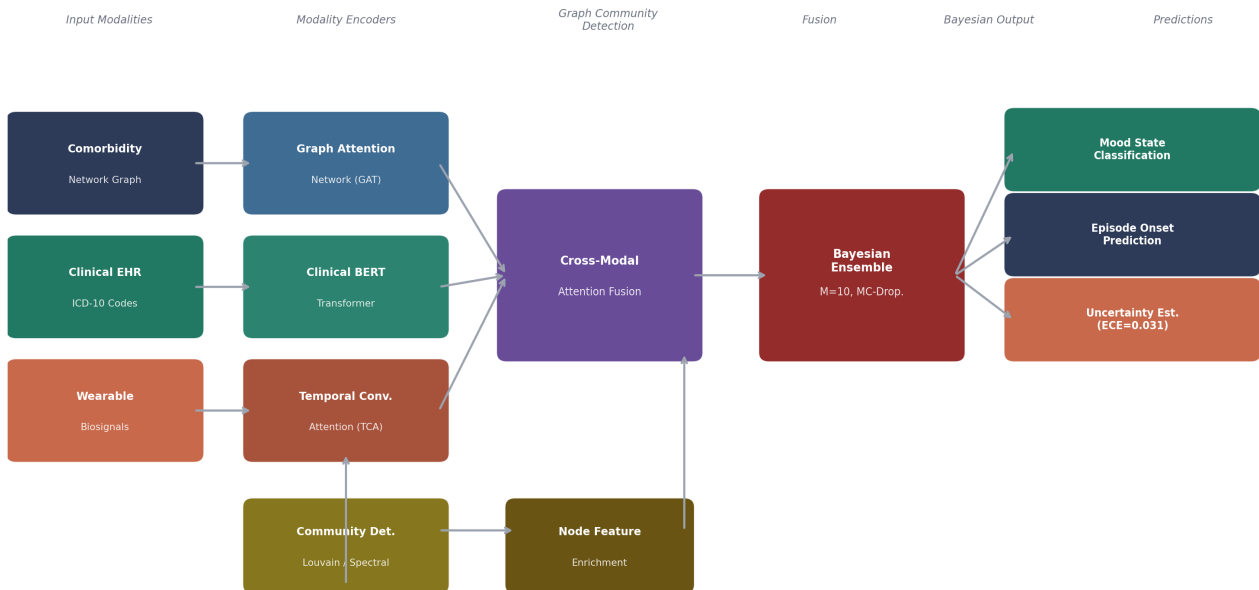 Input Modalities
Modality Encoders
Graph Community
Detection
Fusion
Bayesian Output
Predictions
Comorbidity
Network Graph
Graph Attention
Network (GAT)
Clinical EHR
ICD-10 Codes
Clinical BERT
Transformer
Wearable
Biosignals
Temporal Conv.
Attention (TCA)
Community Det.
Louvain / Spectral
Node Feature
Enrichment
Cross-Modal
Attention Fusion
Bayesian
Ensemble
M=10, MC-Drop.
Mood State
Classification
Episode Onset
Prediction
Uncertainty Est.
(ECE=0.031)